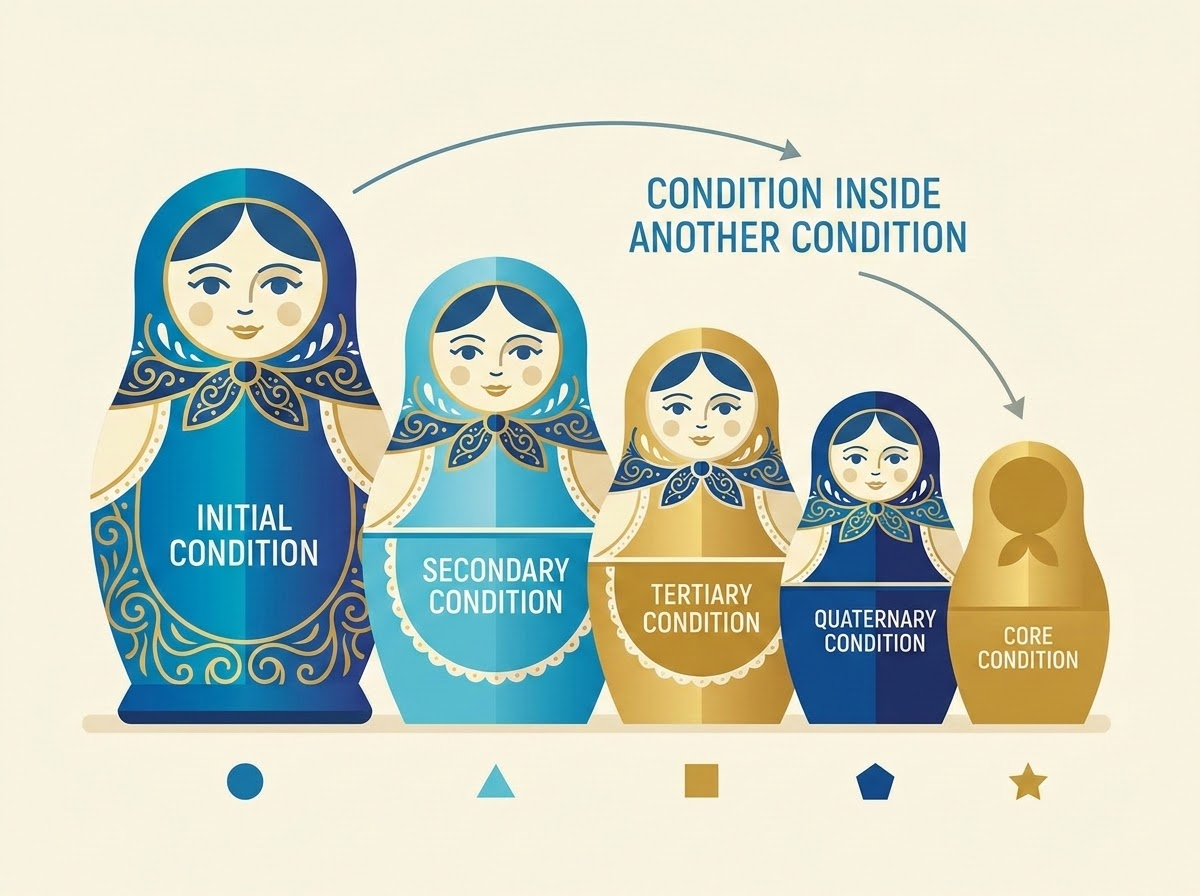 CONDITION INSIDE
ANOTHER CONDITION
INITIAL
CONDITION
SECONDARY
CONDITION
TERTIARY
CONDITION
QUATERNARY
CONDITION
CORE
CONDITION